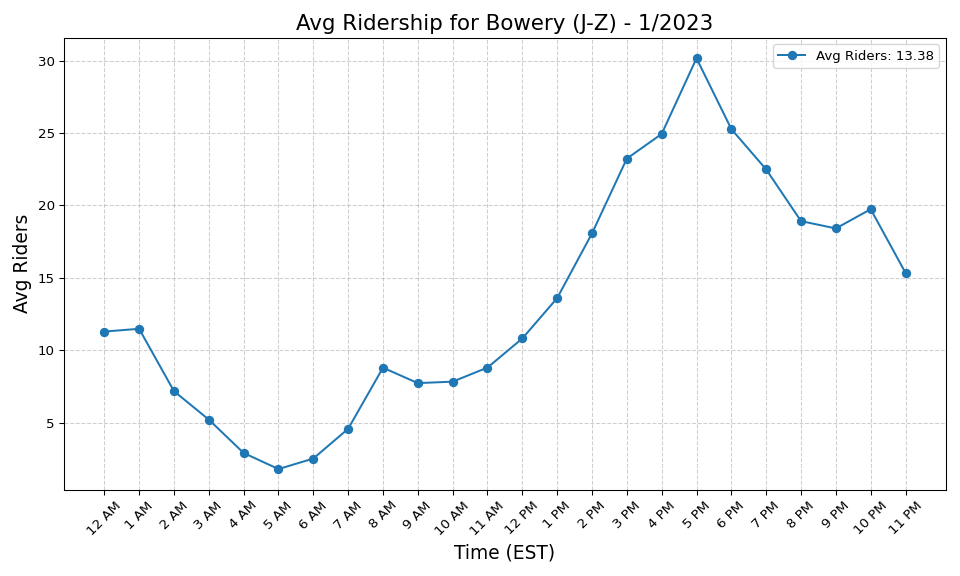 Avg Ridership for Bowery (J-Z) - 1/2023
Avg Riders: 13.38
Avg Riders
30
25
20
15
10
5
12 AM
1 AM
2 AM
3 AM
4 AM
5 AM
6 AM
7 AM
8 AM
9 AM
10 AM
11 AM
12 PM
1 PM
2 PM
3 PM
4 PM
5 PM
6 PM
7 PM
8 PM
9 PM
10 PM
11 PM
Time (EST)